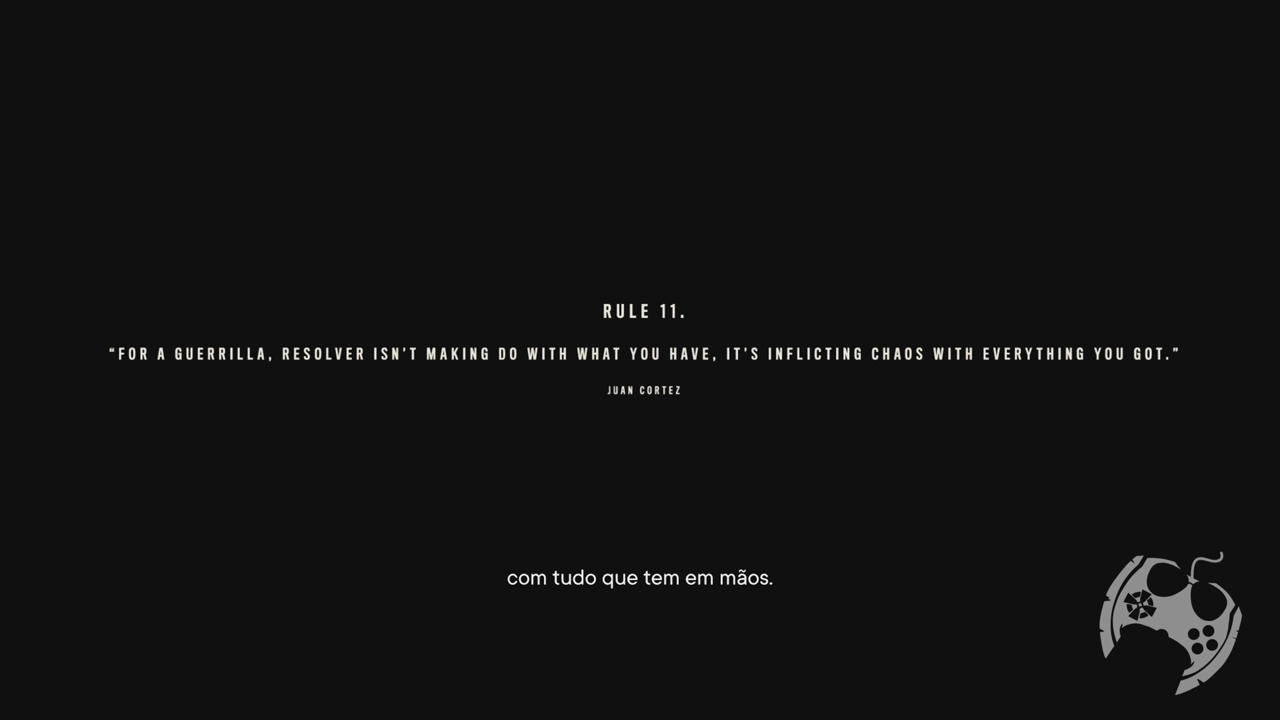 RULE 11.
“FOR A GUERRILLA, RESOLVER ISN'T MAKING DO WITH WHAT YOU HAVE, IT'S INFLICTING CHAOS WITH EVERYTHING YOU GOT.”
JUAN CORTEZ
com tudo que tem em mãos.